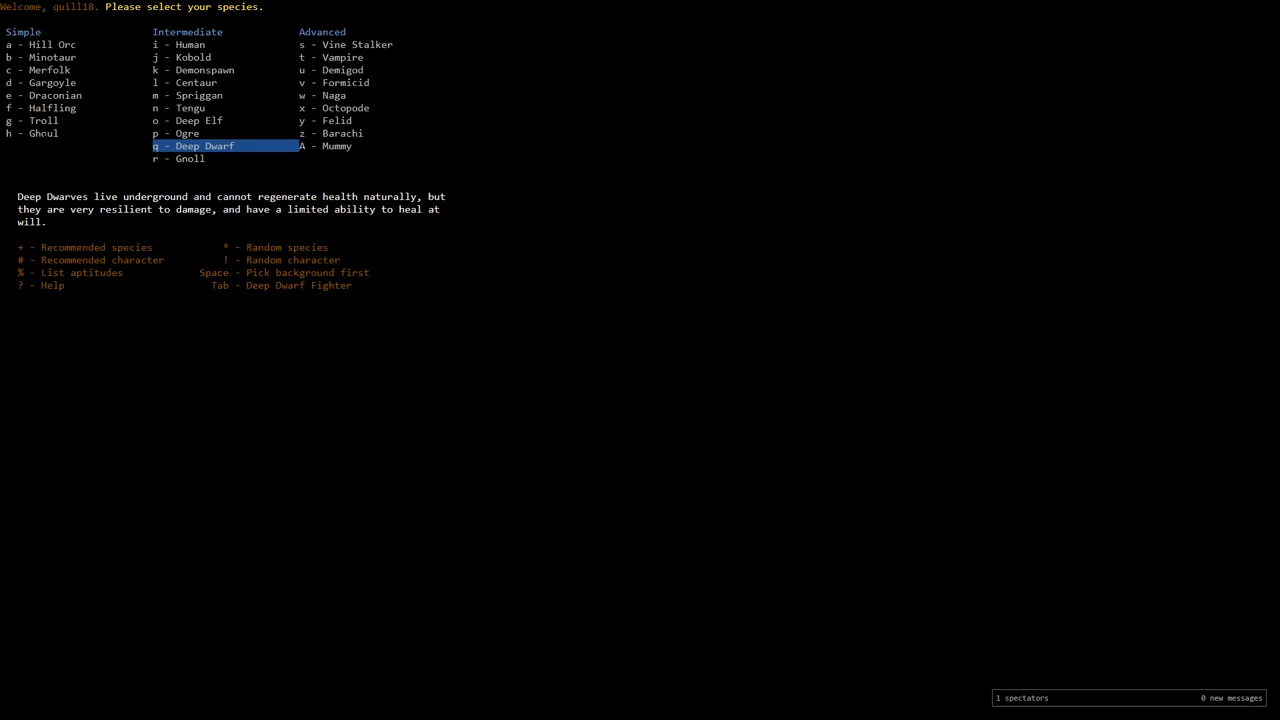 Welcome, quill18. Please select your species.
Simple Intermediate Advanced
a - Hill Orc i - Human s - Vine Stalker
b - Minotaur j - Kobold t - Vampire
c - Merfolk k - Demonspawn u - Demigod
d - Gargoyle l - Centaur v - Formicid
e - Draconian m - Spriggan w - Naga
f - Halfling n - Tengu x - Octopode
g - Troll o - Deep Elf y - Felid
h - Ghoul p - Ogre z - Barachi
q - Deep Dwarf A - Mummy
r - Gnoll
Deep Dwarves live underground and cannot regenerate health naturally, but
they are very resilient to damage, and have a limited ability to heal at
will.
+ - Recommended species * - Random species
# - Recommended character ! - Random character
% - List aptitudes Space - Pick background first
? - Help Tab - Deep Dwarf Fighter
1 spectators 0 new messages